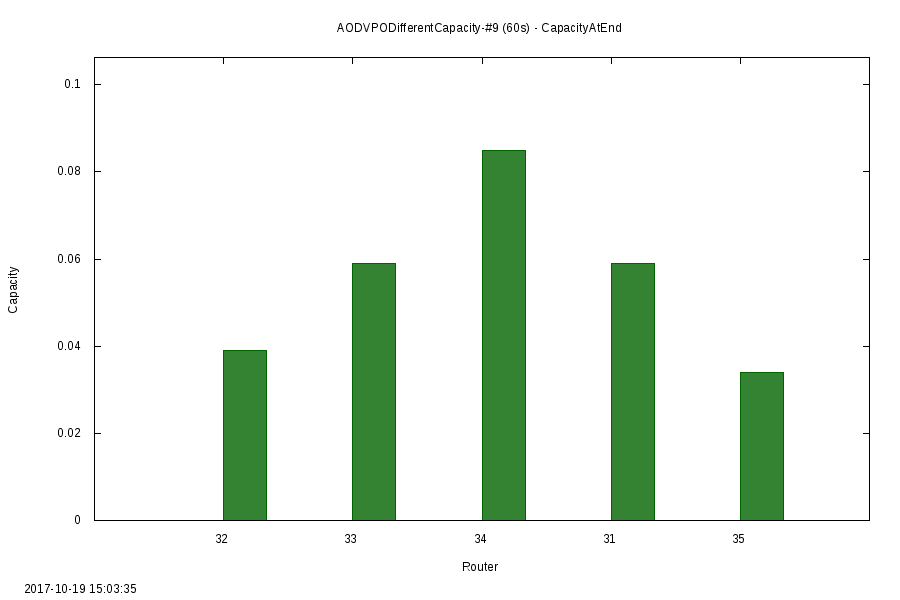 AODVPODifferentCapacity-#9 (60s) - CapacityAtEnd
0.1
0.08
0.06
0.04
0.02
0
Capacity
32 33 34 31 35
Router
2017-10-19 15:03:35